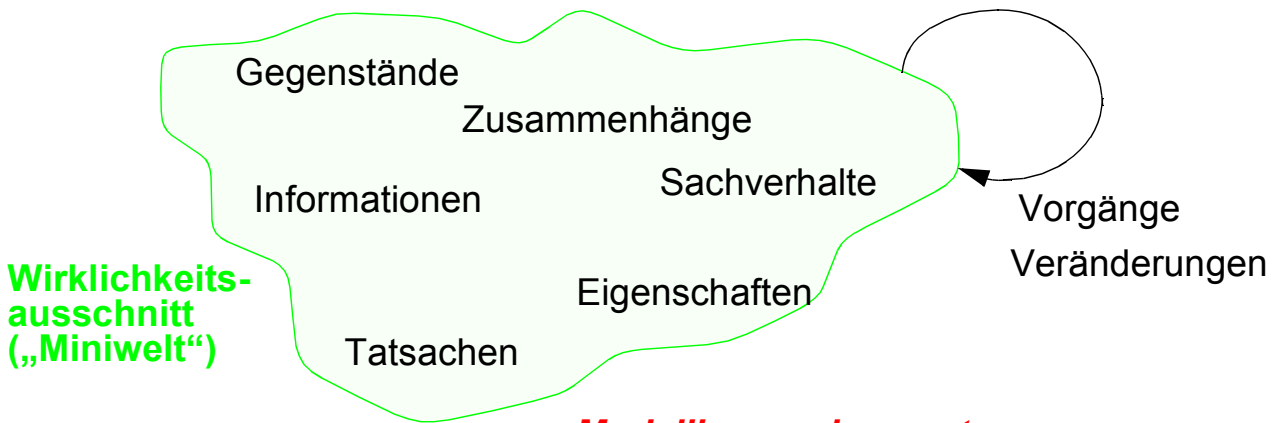 Gegenstände
Zusammenhänge
Sachverhalte
Informationen
Vorgänge
Veränderungen
Wirklichkeits-
ausschnitt
(„Miniwelt“)
Eigenschaften
Tatsachen